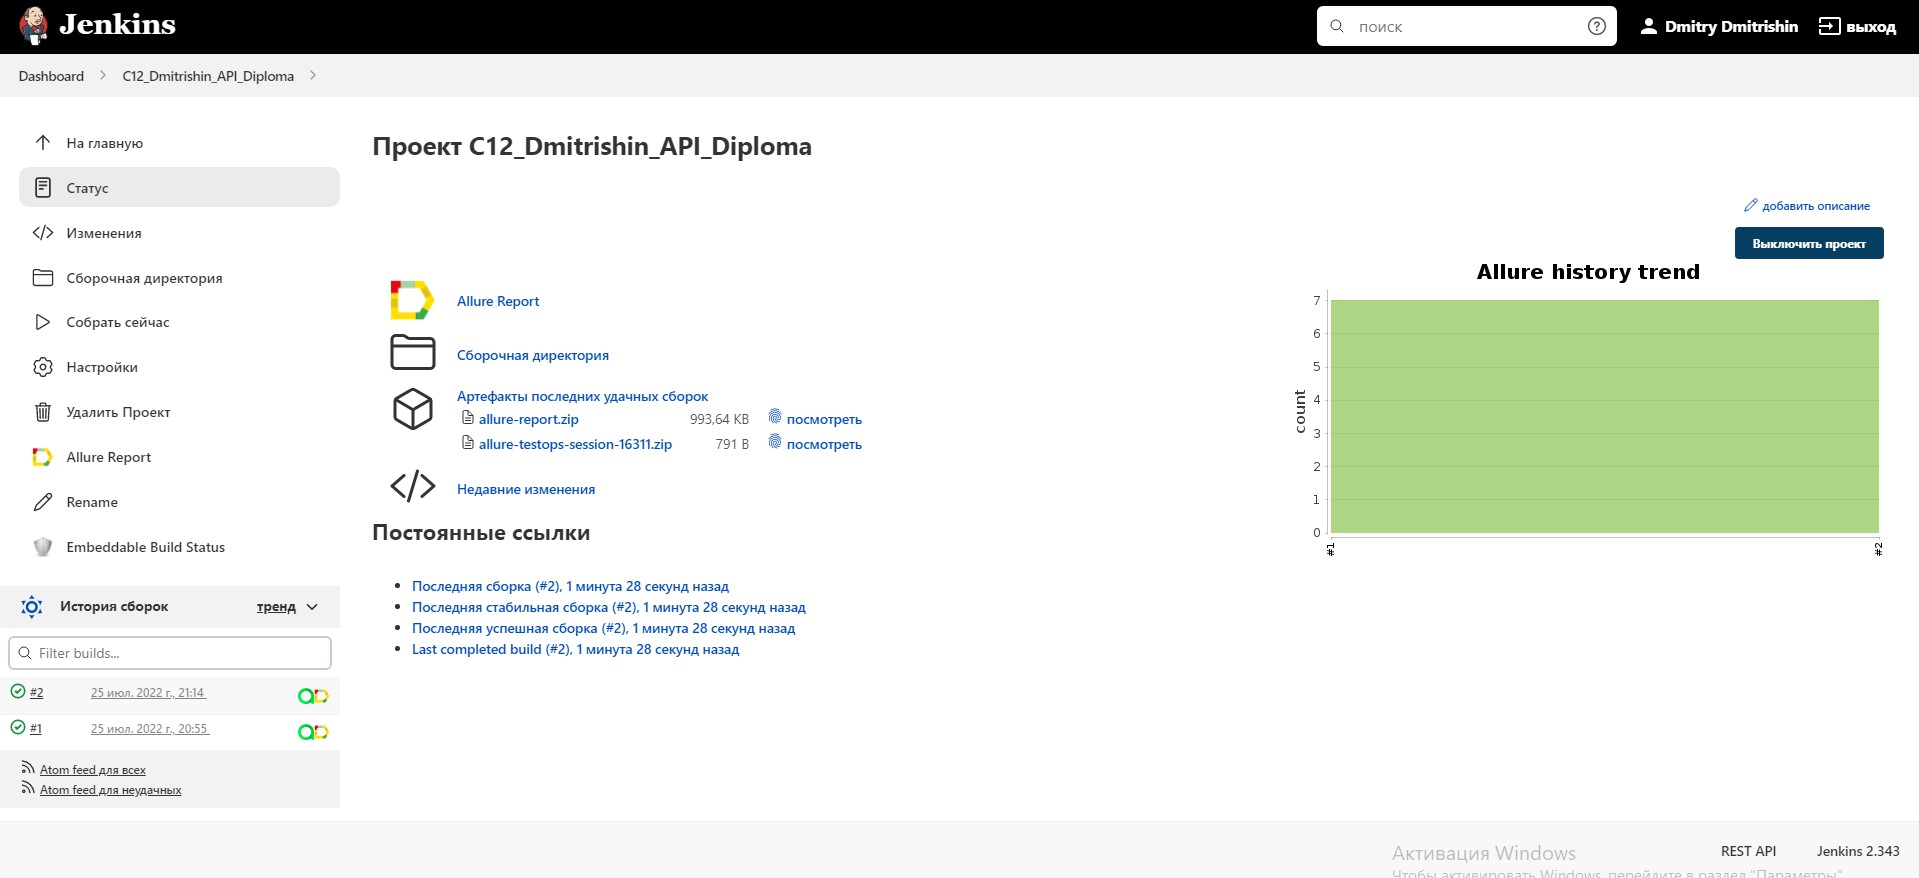 Jenkins
поиск
Dmitry Dmitrishin
выход
Dashboard
C12_Dmitrishin_API_Diploma
На главную
Статус
Изменения
Сборочная директория
Собрать сейчас
Настройки
Удалить Проект
Allure Report
Rename
Embeddable Build Status
История сборок
тренд
Filter builds...
#2 25 июл. 2022 г., 21:14
#1 25 июл. 2022 г., 20:55
Atom feed для всех
Atom feed для неудачных
Проект C12_Dmitrishin_API_Diploma
добавить описание
Выключить проект
Allure Report
Сборочная директория
Артефакты последних удачных сборок
allure-report.zip 993,64 KB посмотреть
allure-testops-session-16311.zip 791 B посмотреть
Недавние изменения
Постоянные ссылки
Последняя сборка (#2), 1 минута 28 секунд назад
Последняя стабильная сборка (#2), 1 минута 28 секунд назад
Последняя успешная сборка (#2), 1 минута 28 секунд назад
Last completed build (#2), 1 минута 28 секунд назад
Allure history trend
7
6
5
4
3
2
1
0
count
#1
#2
Активация Windows
Чтобы активировать Windows, перейдите в раздел "Параметры".
REST API
Jenkins 2.343